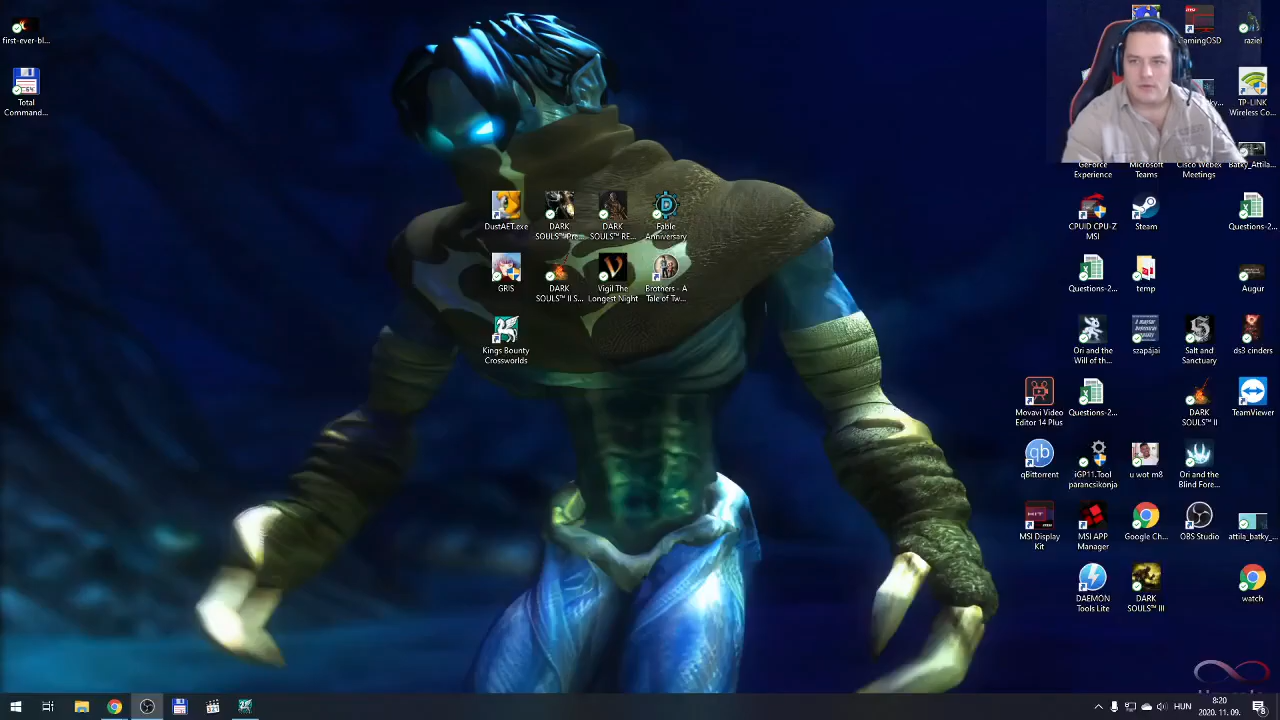 first-ever-bl...
Total
Command...
DustAET.exe
DARK
SOULS™ Pre...
DARK
SOULS™ RE...
Fable
Anniversary
GRIS
DARK
SOULS™ II S...
Vigil The
Longest Night
Brothers - A
Tale of Tw...
Kings Bounty
Crossworlds
GamingOSD
raziel
TP-LINK
Wireless Co...
GeForce
Experience
Microsoft
Teams
Cisco Webex
Meetings
Batky_Attila...
CPUID CPU-Z
MSI
Steam
Questions-2...
Questions-2...
temp
Augur
Ori and the
Will of th...
szapájai
Salt and
Sanctuary
ds3 cinders
Movavi Video
Editor 14 Plus
Questions-2...
DARK
SOULS™ II
TeamViewer
qBittorrent
iGP11.Tool
parancsikonja
u wot m8
Ori and the
Blind Fore...
MSI Display
Kit
MSI APP
Manager
Google Ch...
OBS Studio
attila_batky_...
DAEMON
Tools Lite
DARK
SOULS™ III
watch
HUN
8:20
2020. 11. 09.